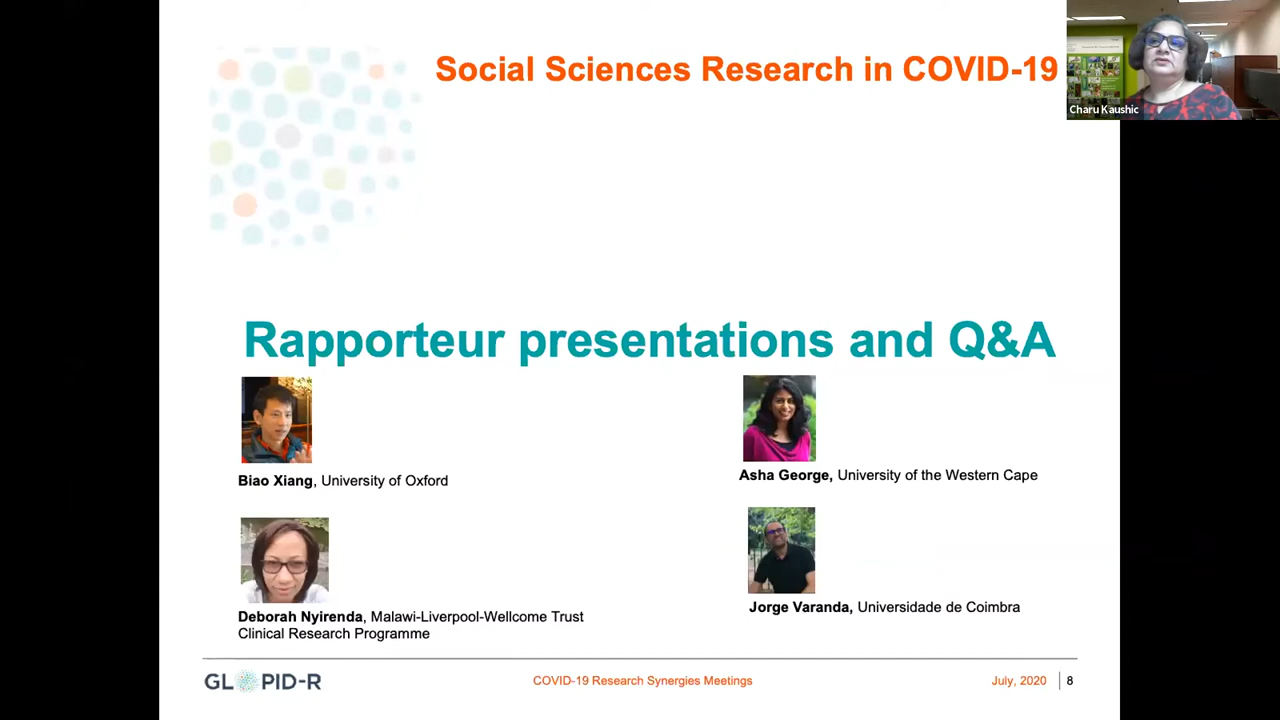 Social Sciences Research in COVID-19
Charu Kaushic
Rapporteur presentations and Q&A
Biao Xiang, University of Oxford
Asha George, University of the Western Cape
Deborah Nyirenda, Malawi-Liverpool-Wellcome Trust
Clinical Research Programme
Jorge Varanda, Universidade de Coimbra
GLOPID-R
COVID-19 Research Synergies Meetings
July, 2020
8